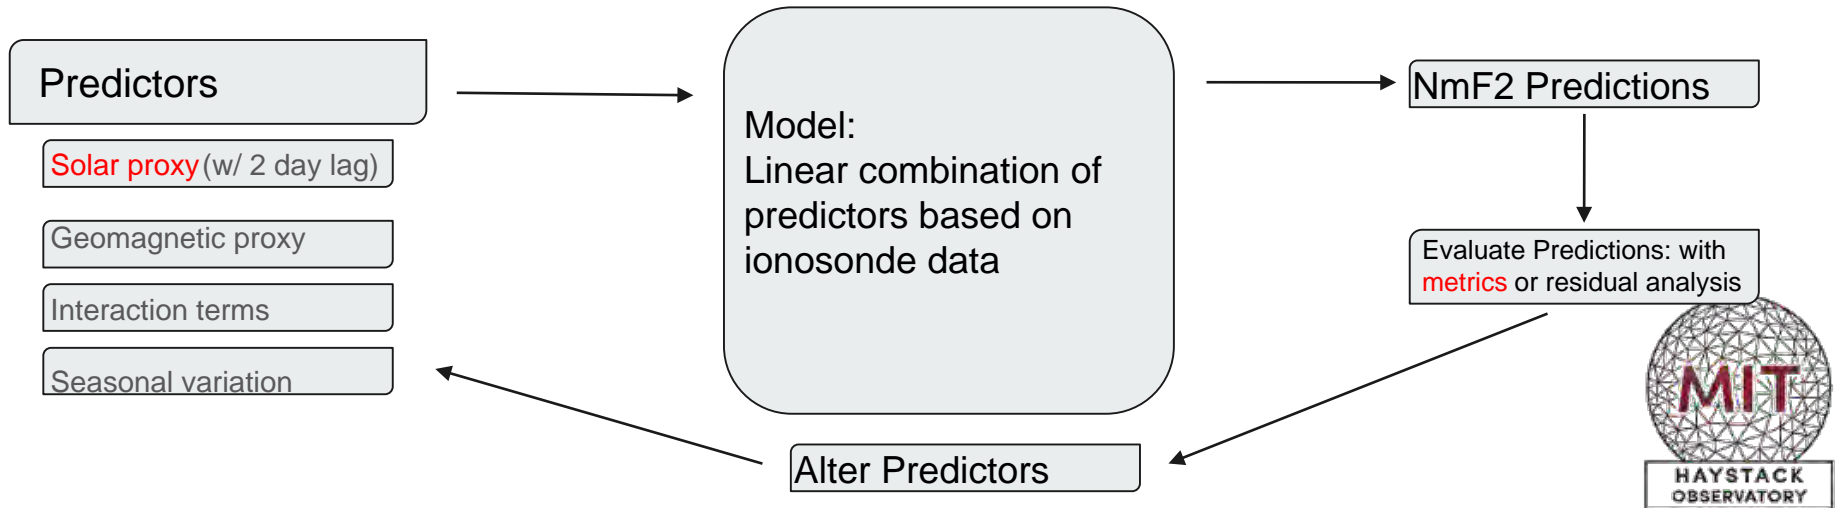 Predictors
Solar proxy (w/ 2 day lag)
Geomagnetic proxy
Interaction terms
Seasonal variation
Model:
Linear combination of
predictors based on
ionosonde data
NmF2 Predictions
Evaluate Predictions: with
metrics or residual analysis
Alter Predictors
MIT
HAYSTACK
OBSERVATORY